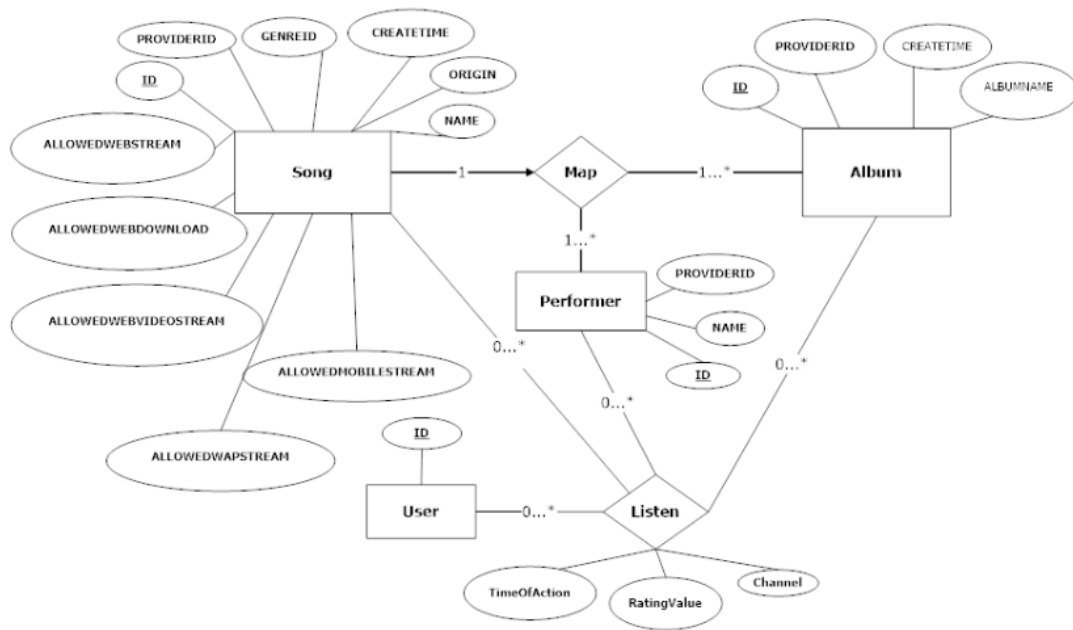 CREATETIME
PROVIDERID
GENREID
ORIGIN
ID
NAME
ALLOWEDWEBSTREAM
Song
ALLOWEDWEBDOWNLOAD
ALLOWEDWEBVIDEOSTREAM
ALLOWEDWAPSTREAM
ALLOWEDMOBILESTREAM
1
Map
1...*
PROVIDERID
CREATETIME
ID
ALBUMNAME
Album
1...*
Performer
PROVIDERID
NAME
ID
0...*
0...*
0...*
ID
User
0...*
Listen
TimeOfAction
RatingValue
Channel